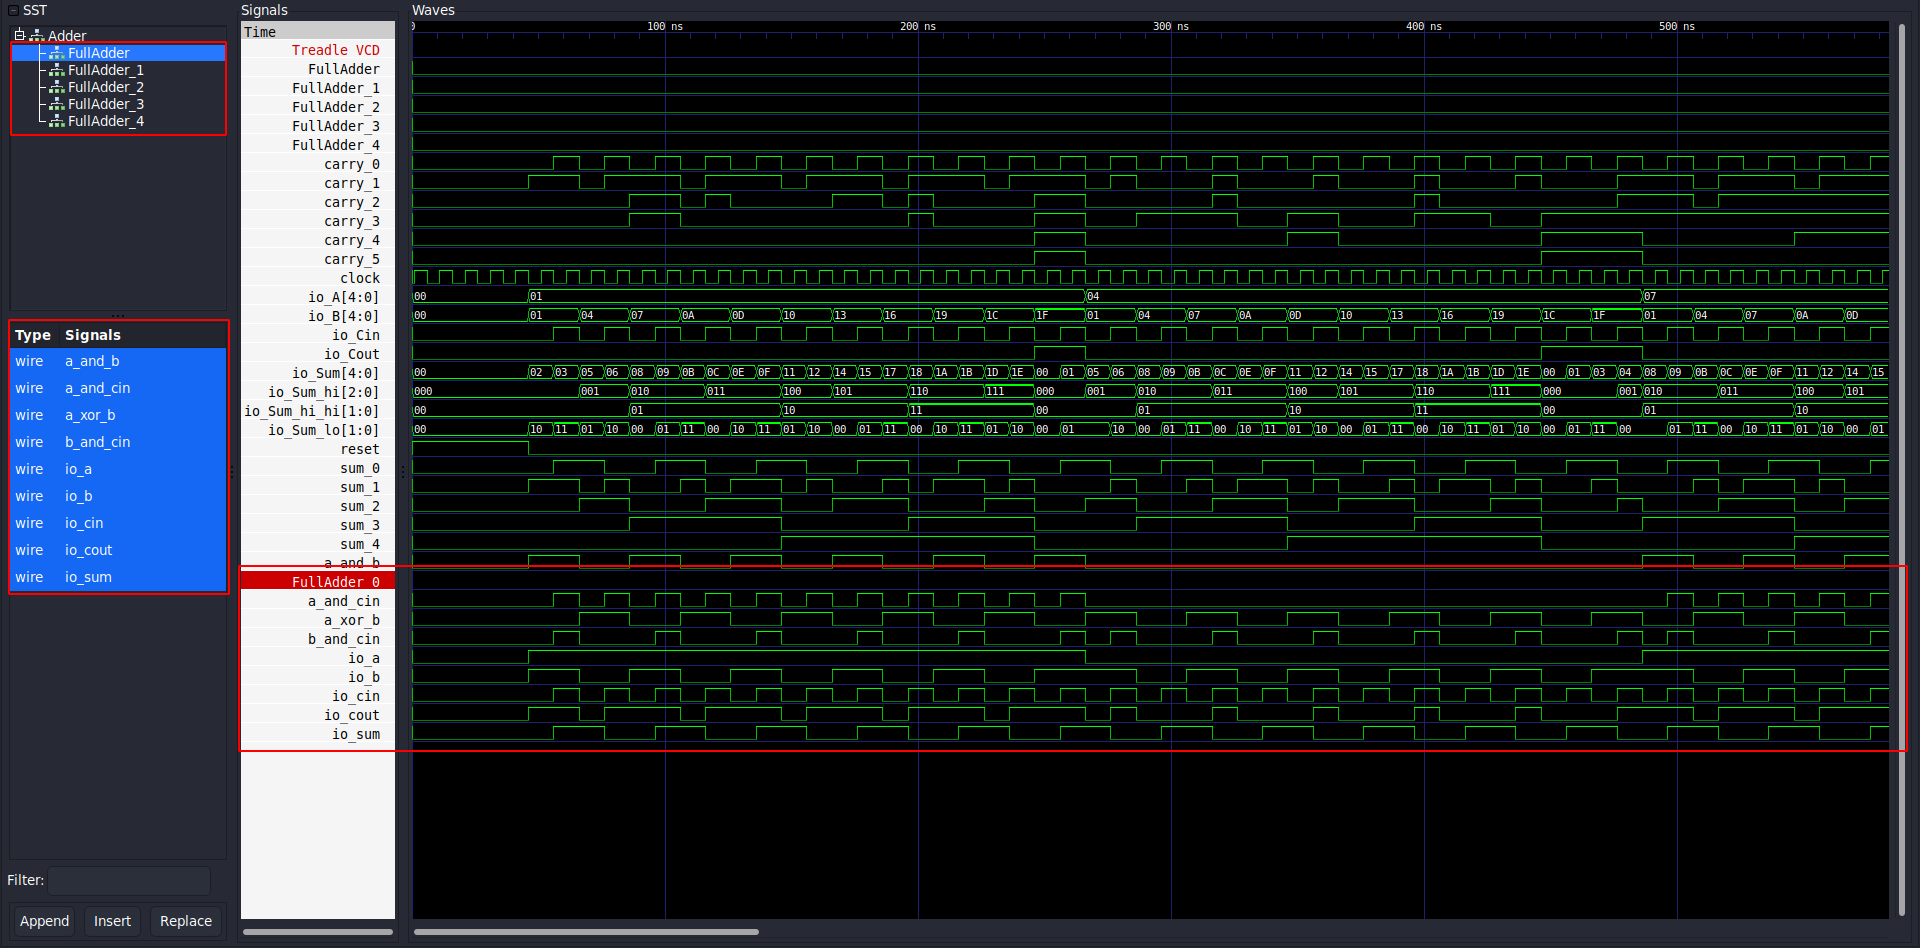 SST
Adder
FullAdder
FullAdder_1
FullAdder_2
FullAdder_3
FullAdder_4
Type Signals
wire a_and_b
wire a_and_cin
wire a_xor_b
wire b_and_cin
wire io_a
wire io_b
wire io_cin
wire io_cout
wire io_sum
Filter:
Append Insert Replace
Signals
Time
Treadle VCD
FullAdder
FullAdder_1
FullAdder_2
FullAdder_3
FullAdder_4
carry_0
carry_1
carry_2
carry_3
carry_4
carry_5
clock
io_A[4:0]
io_B[4:0]
io_Cin
io_Cout
io_Sum[4:0]
io_Sum_hi[2:0]
io_Sum_hi_hi[1:0]
io_Sum_lo[1:0]
reset
sum_0
sum_1
sum_2
sum_3
sum_4
a_and_b
FullAdder 0
a_and_cin
a_xor_b
b_and_cin
io_a
io_b
io_cin
io_cout
io_sum
Waves
0 100 ns 200 ns 300 ns 400 ns 500 ns
00 01 04 07
00 01 04 07 0A 0D 10 13 16 19 1C 1F 01 04 07 0A 0D 10 13 16 19 1C 1F 01 04 07 0A 0D
00 02 03 05 06 08 09 0B 0C 0E 0F 11 12 14 15 17 18 1A 1B 1D 1E 00 01 05 06 08 09 0B 0C 0E 0F 11 12 14 15 17 18 1A 1B 1D 1E 00 01 03 04 08 09 0B 0C 0E 0F 11 12 14 15
000 001 010 011 100 101 110 111 000 001 010 011 100 101 110 111 000 001 010 011 100 101
00 01 10 11 00 01 10 11 00 01 10
00 10 11 01 10 00 01 11 00 10 11 01 10 00 01 11 00 10 11 01 10 00 01 10 00 01 11 00 10 11 01 10 00 01 11 00 10 11 01 10 00 01 11 00 01 11 00 10 11 01 10 00 01